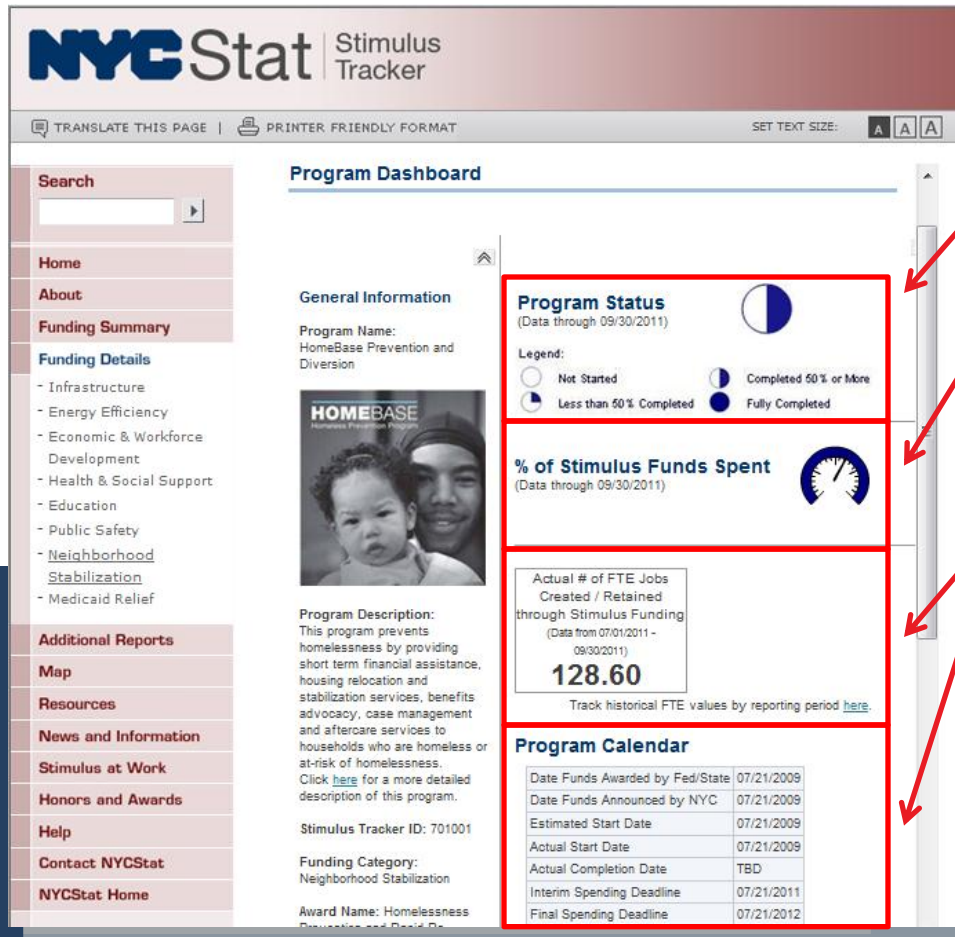 NYCStat Stimulus
Tracker
TRANSLATE THIS PAGE | PRINTER FRIENDLY FORMAT
SET TEXT SIZE: A A A
Search
Home
About
Funding Summary
Funding Details
- Infrastructure
- Energy Efficiency
- Economic & Workforce
Development
- Health & Social Support
- Education
- Public Safety
- Neighborhood
Stabilization
- Medicaid Relief
Additional Reports
Map
Resources
News and Information
Stimulus at Work
Honors and Awards
Help
Contact NYCStat
NYCStat Home
Program Dashboard
General Information
Program Name:
HomeBase Prevention and
Diversion
HOMEBASE
Homeless Prevention Program
Program Description:
This program prevents
homelessness by providing
short term financial assistance,
housing relocation and
stabilization services, benefits
advocacy, case management
and aftercare services to
households who are homeless or
at-risk of homelessness.
Click here for a more detailed
description of this program.
Stimulus Tracker ID: 701001
Funding Category:
Neighborhood Stabilization
Award Name: Homelessness
Program Status
(Data through 09/30/2011)
Legend:
Not Started
Completed 50% or More
Less than 50% Completed
Fully Completed
% of Stimulus Funds Spent
(Data through 09/30/2011)
Actual # of FTE Jobs
Created / Retained
through Stimulus Funding
(Data from 07/01/2011 -
09/30/2011)
128.60
Track historical FTE values by reporting period here.
Program Calendar
Date Funds Awarded by Fed/State 07/21/2009
Date Funds Announced by NYC 07/21/2009
Estimated Start Date 07/21/2009
Actual Start Date 07/21/2009
Actual Completion Date TBD
Interim Spending Deadline 07/21/2011
Final Spending Deadline 07/21/2012